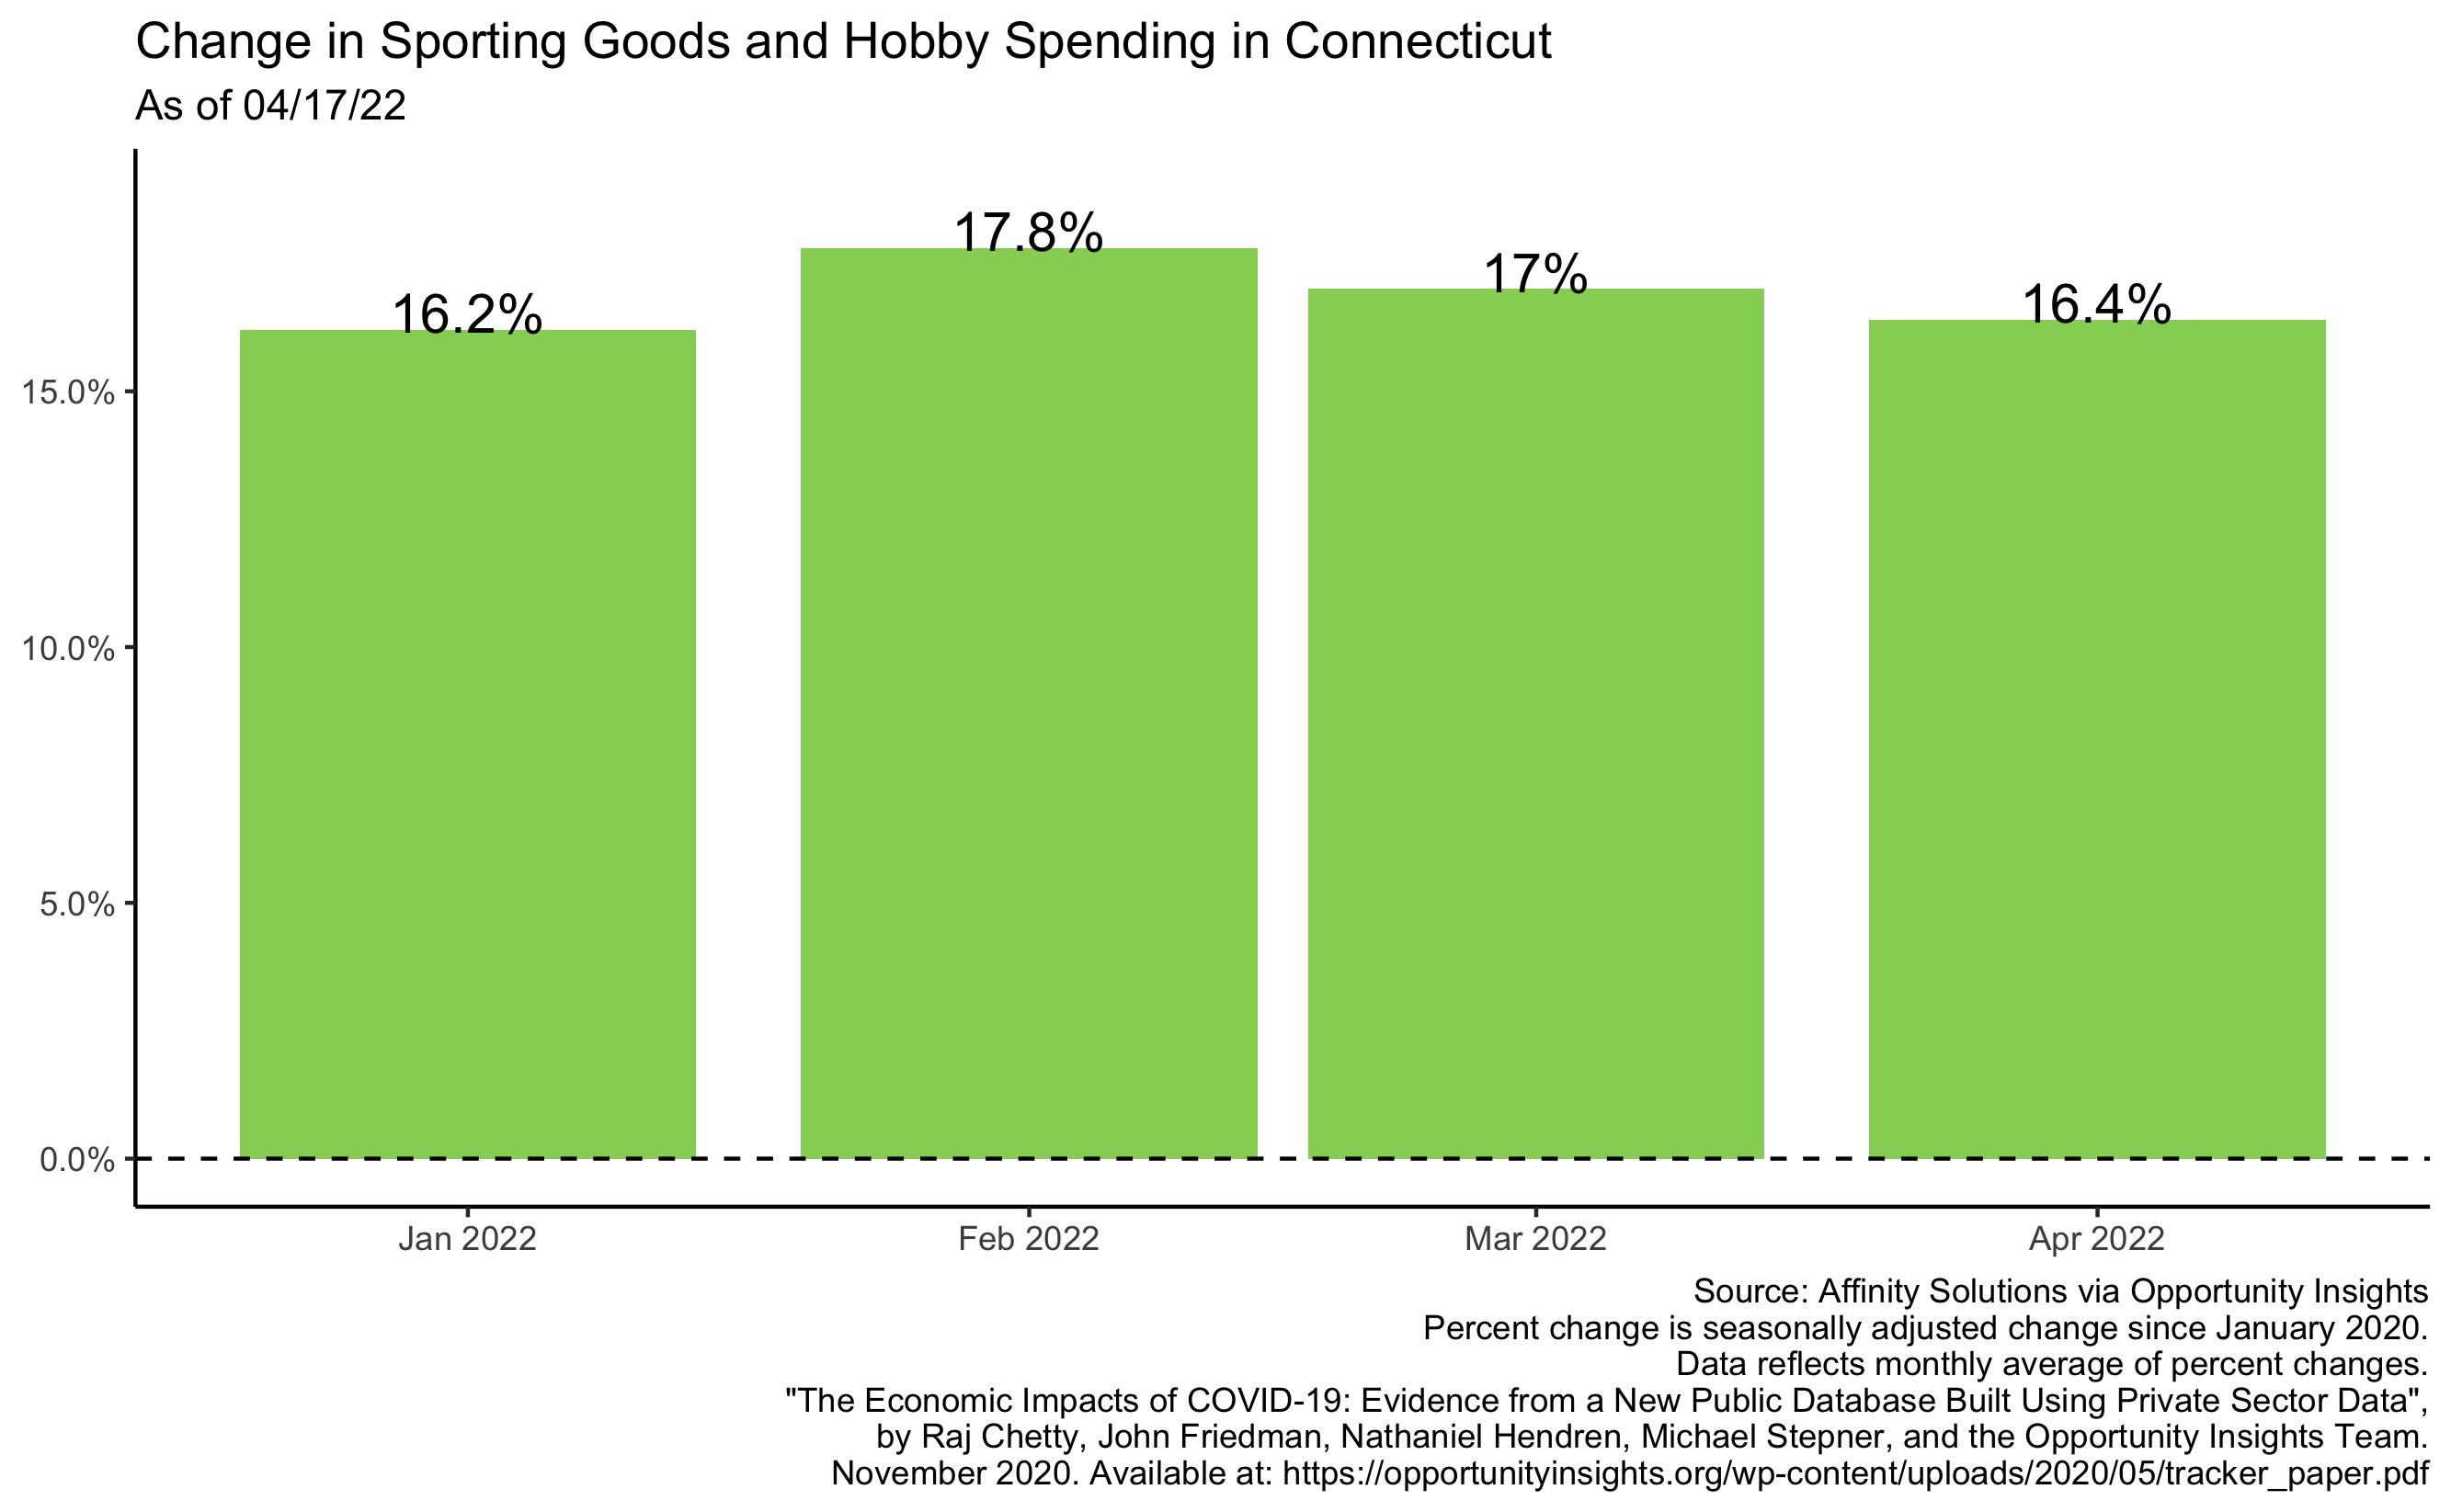 Change in Sporting Goods and Hobby Spending in Connecticut
As of 04/17/22
17.8%
17%
16.4%
16.2%
15.0%
10.0%
5.0%
0.0%
Jan 2022
Feb 2022
Mar 2022
Apr 2022
Source: Affinity Solutions via Opportunity Insights
Percent change is seasonally adjusted change since January 2020.
Data reflects monthly average of percent changes.
"The Economic Impacts of COVID-19: Evidence from a New Public Database Built Using Private Sector Data",
by Raj Chetty, John Friedman, Nathaniel Hendren, Michael Stepner, and the Opportunity Insights Team.
November 2020. Available at: https://opportunityinsights.org/wp-content/uploads/2020/05/tracker_paper.pdf